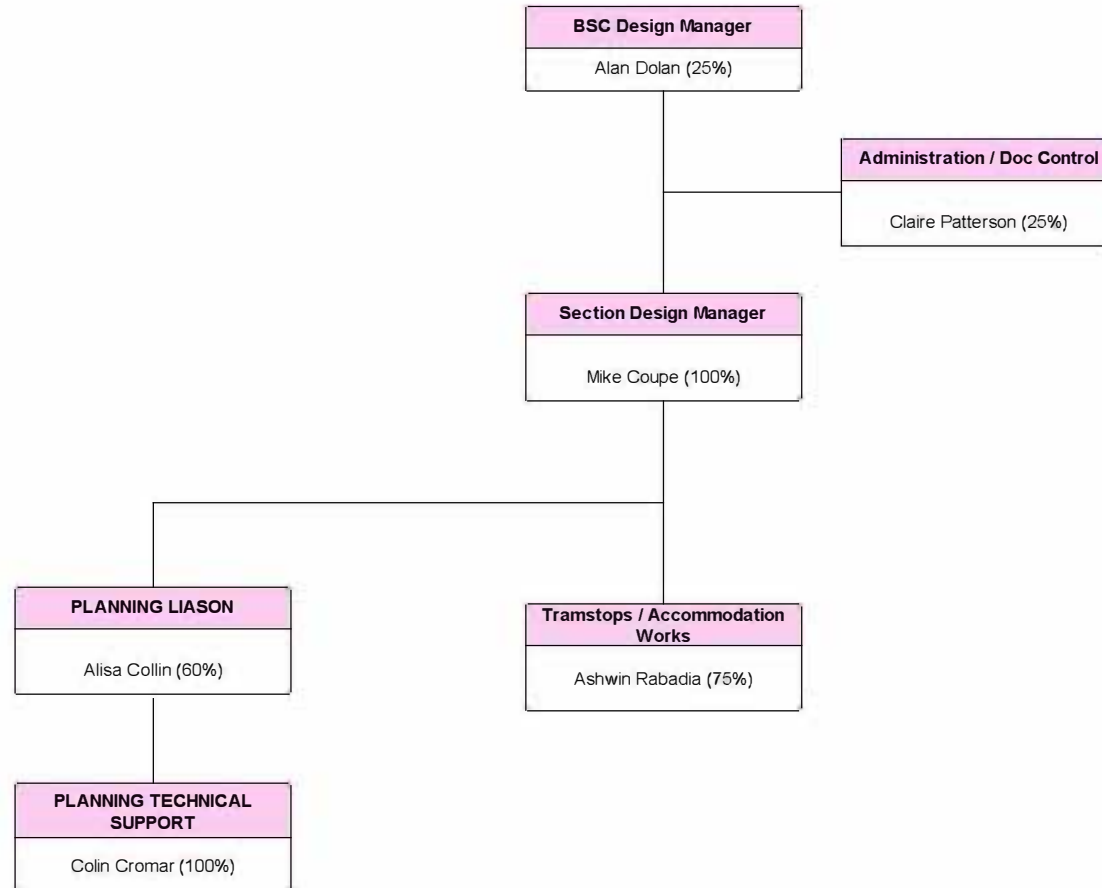 BSC Design Manager
Alan Dolan (25%)
Administration / Doc Control
Claire Patterson (25%)
Section Design Manager
Mike Coupe (100%)
PLANNING LIASON
Alisa Collin (60%)
Tramstops / Accommodation
Works
Ashwin Rabadia (75%)
PLANNING TECHNICAL
SUPPORT
Colin Cromar (100%)